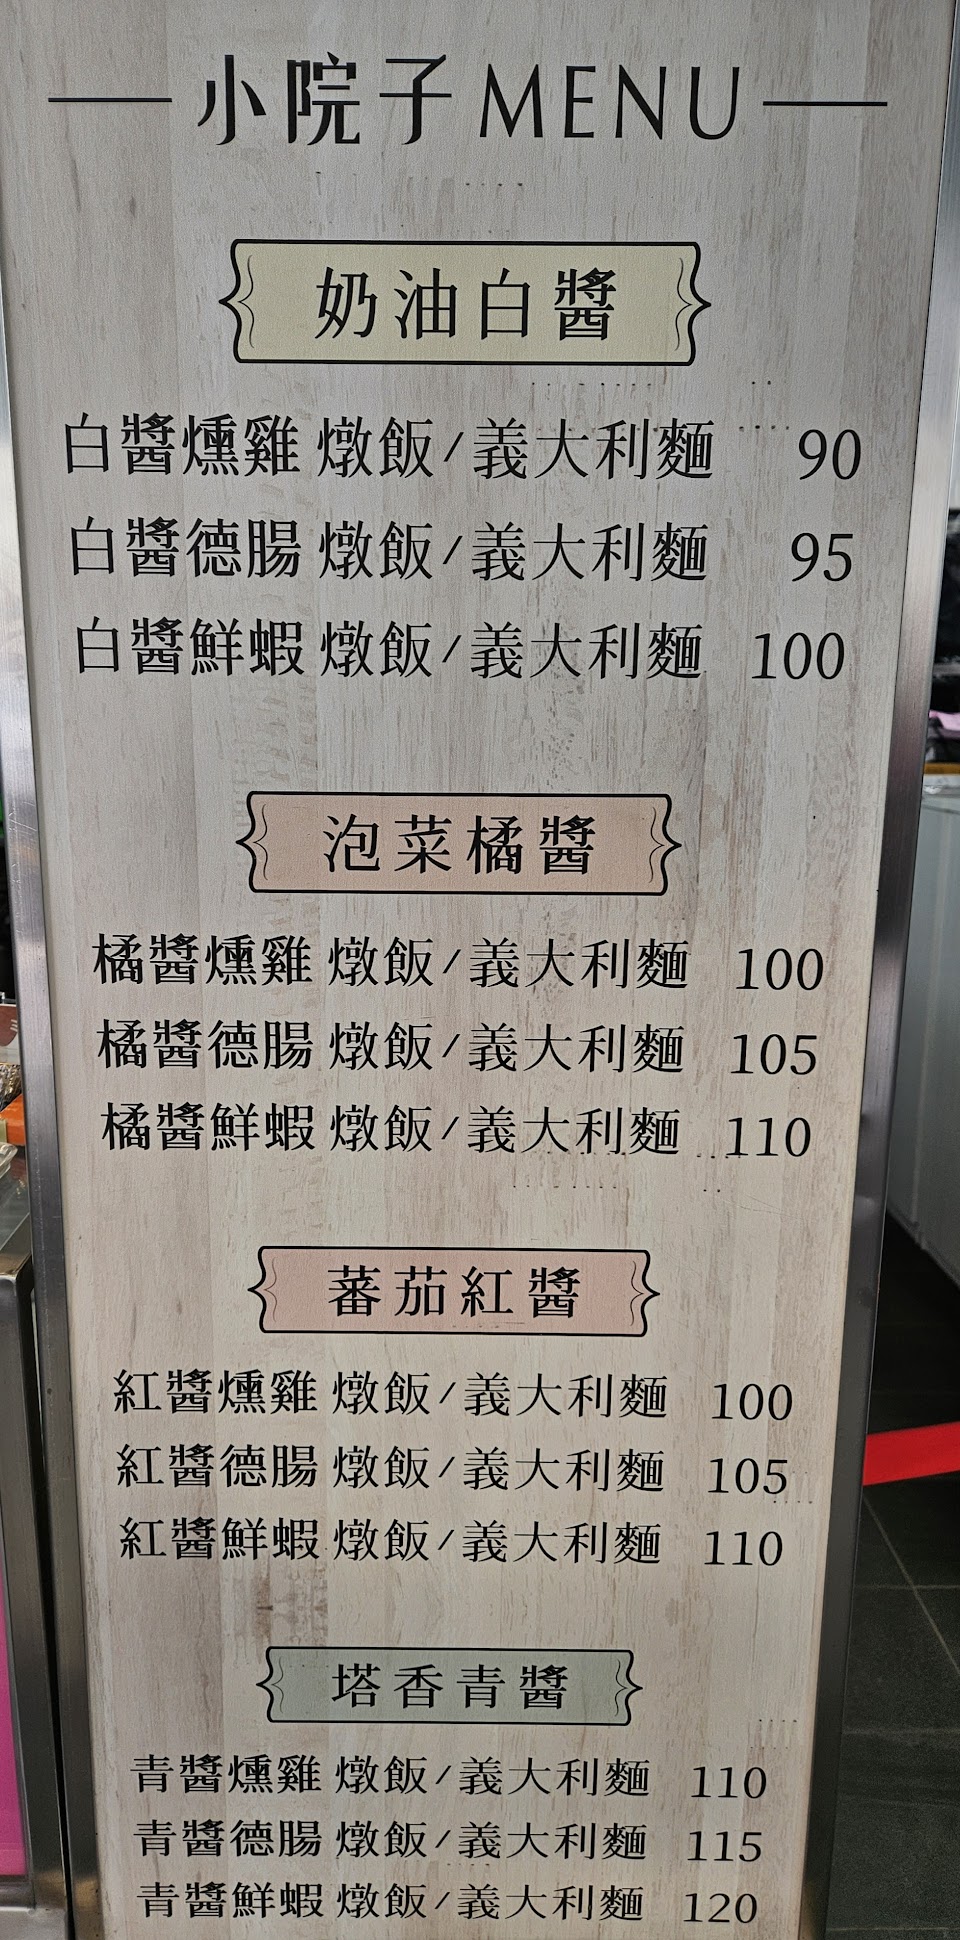 小院子MENU
奶油白醬
白醬燻雞 燉飯/義大利麵 90
白醬德腸 燉飯/義大利麵 95
白醬鮮蝦 燉飯/義大利麵 100
泡菜橘醬
橘醬燻雞 燉飯/義大利麵 100
橘醬德腸 燉飯/義大利麵 105
橘醬鮮蝦 燉飯/義大利麵 110
蕃茄紅醬
紅醬燻雞 燉飯/義大利麵 100
紅醬德腸 燉飯/義大利麵 105
紅醬鮮蝦 燉飯/義大利麵 110
塔香青醬
青醬燻雞 燉飯/義大利麵 110
青醬德腸 燉飯/義大利麵 115
青醬鮮蝦 燉飯/義大利麵 120